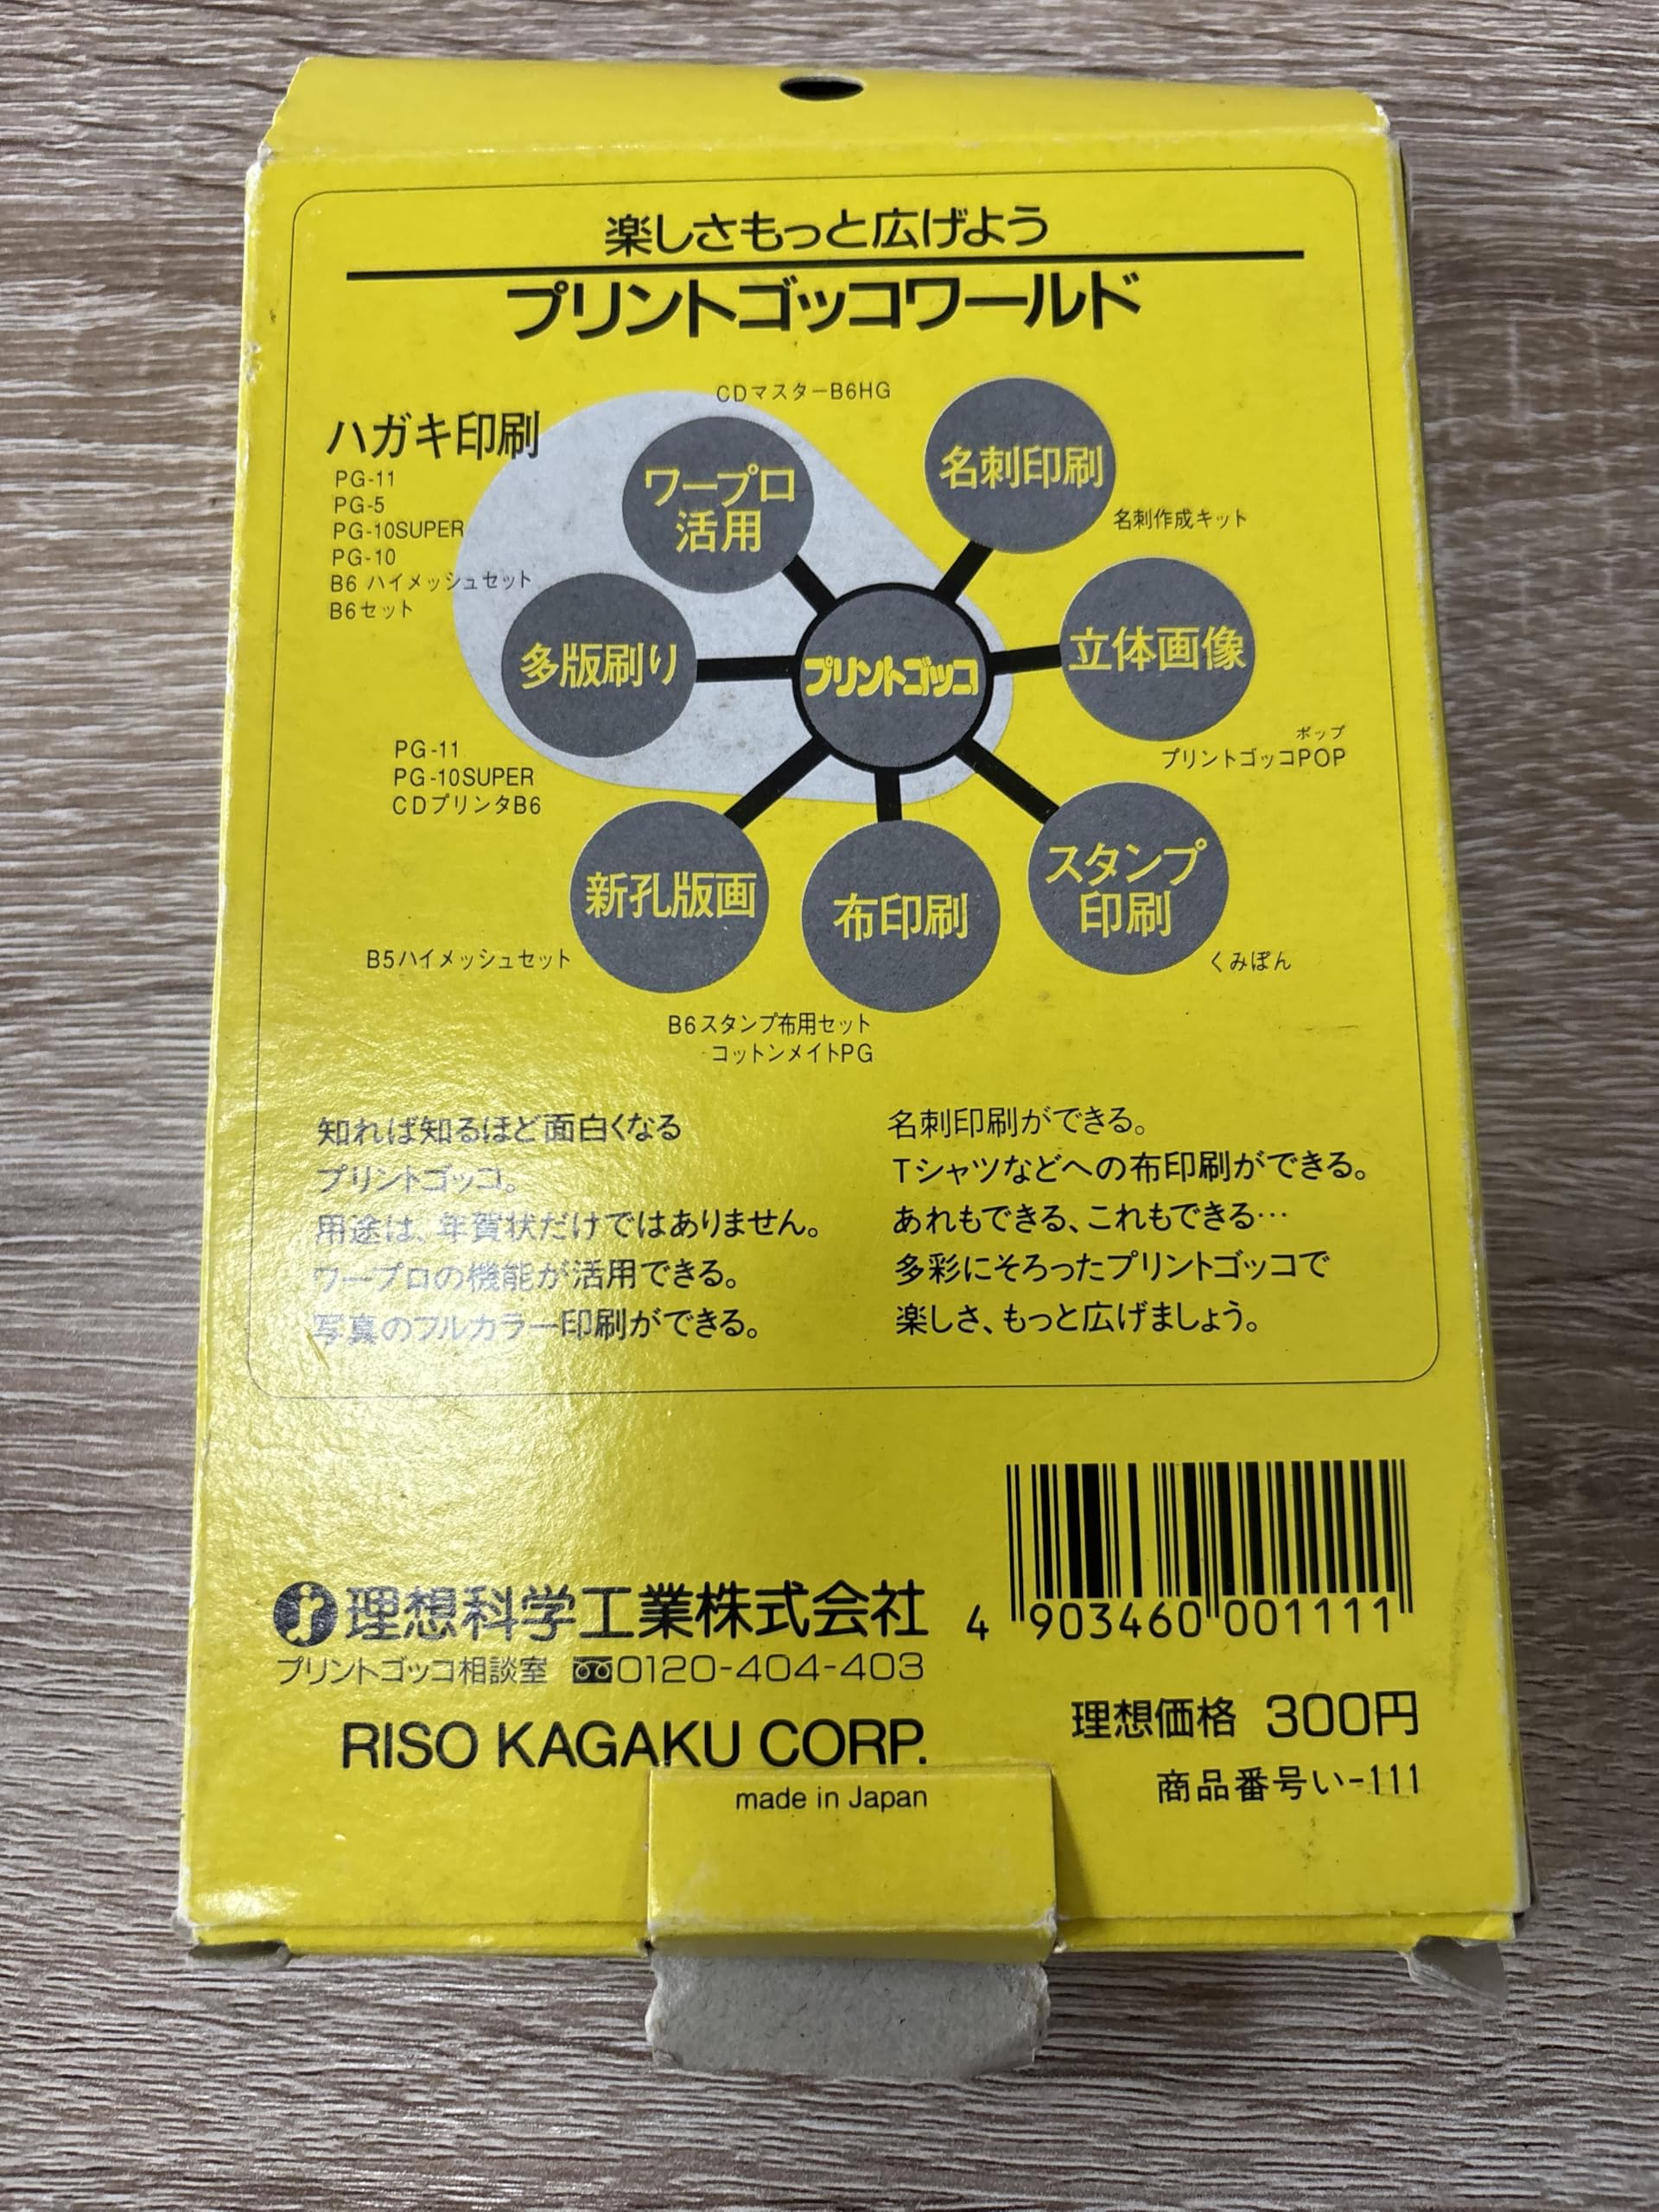 楽しさもっと広げよう
プリントゴッコワールド
CDマスターB6HG
ハガキ印刷
PG-11
PG-5
PG-10SUPER
PG-10
B6 ハイメッシュセット
B6セット
ワープロ
活用
名刺印刷
名刺作成キット
多版刷り
プリントゴッコ
立体画像
ポップ
プリントゴッコPOP
PG-11
PG-10SUPER
CDプリンタB6
新孔版画
布印刷
スタンプ
印刷
B5ハイメッシュセット
くみぽん
B6スタンプ布用セット
コットンメイトPG
知れば知るほど面白くなる
プリントゴッコ。
用途は、年賀状だけではありません。
ワープロの機能が活用できる。
写真のフルカラー印刷ができる。
名刺印刷ができる。
Tシャツなどへの布印刷ができる。
あれもできる、これもできる…
多彩にそろったプリントゴッコで
楽しさ、もっと広げましょう。
理想科学工業株式会社
プリントゴッコ相談室 0120-404-403
RISO KAGAKU CORP.
made in Japan
4 903460 001111
理想価格 300円
商品番号い-111